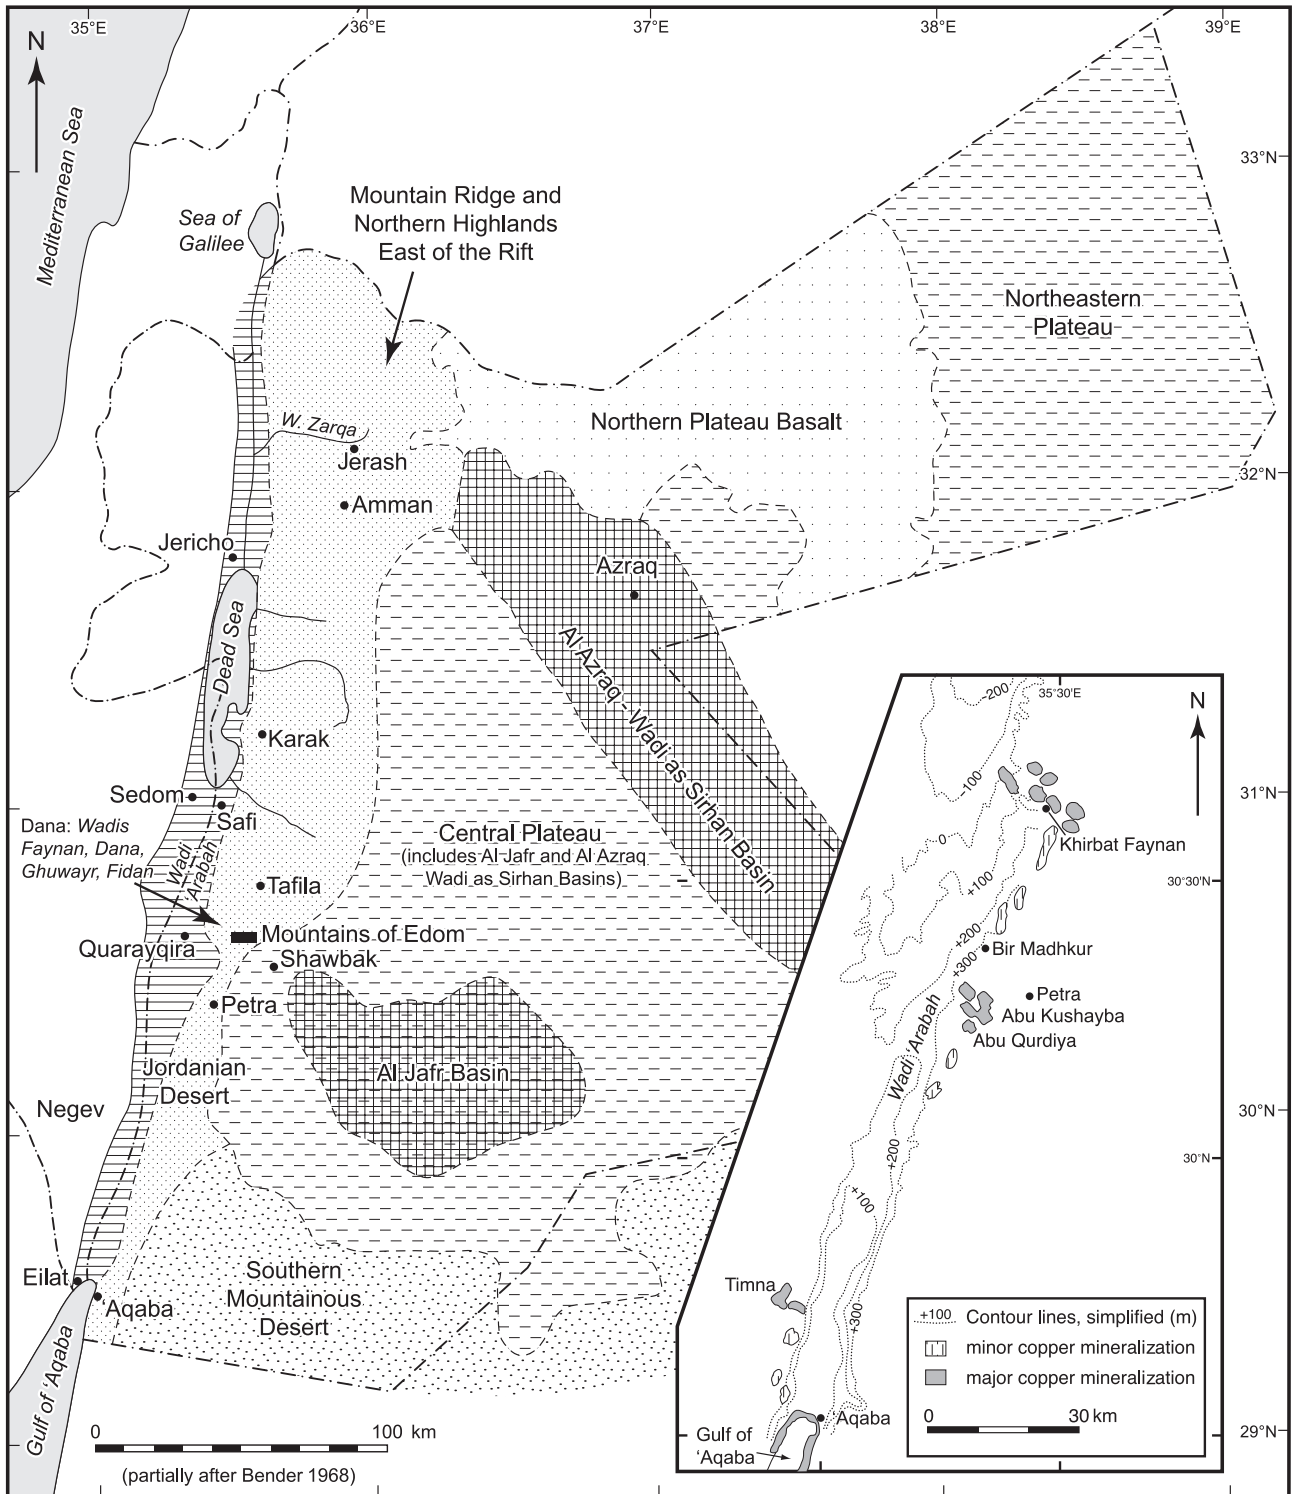 35°E
36°E
37°E
38°E
39°E
N
Mediterranean Sea
33°N
Sea of
Galilee
Mountain Ridge and
Northern Highlands
East of the Rift
Northeastern
Plateau
Northern Plateau Basalt
W. Zarqa
Jerash
32°N
Amman
Jericho
Azraq
Dead Sea
Al Azraq - Wadi as Sirhan Basin
Karak
Sedom
Safi
31°N
Dana: Wadis
Faynan, Dana,
Ghuwayr, Fidan
Wadi
'Arabah
Central Plateau
(includes Al Jafr and Al Azraq
Wadi as Sirhan Basins)
Tafila
Mountains of Edom
Quarayqira
Shawbak
Petra
Jordanian
Desert
Al Jafr Basin
Negev
30°N
Eilat
'Aqaba
Southern
Mountainous
Desert
Gulf of 'Aqaba
29°N
0
100 km
(partially after Bender 1968)
-200
35°30'E
N
-100
0
Khirbat Faynan
+100
30°30'N
+200
Bir Madhkur
+300
Petra
Abu Kushayba
Abu Qurdiya
Wadi Arabah
+200
30°N
+100
Timna
+300
'Aqaba
Gulf of
'Aqaba
+100
Contour lines, simplified (m)
minor copper mineralization
major copper mineralization
0
30 km